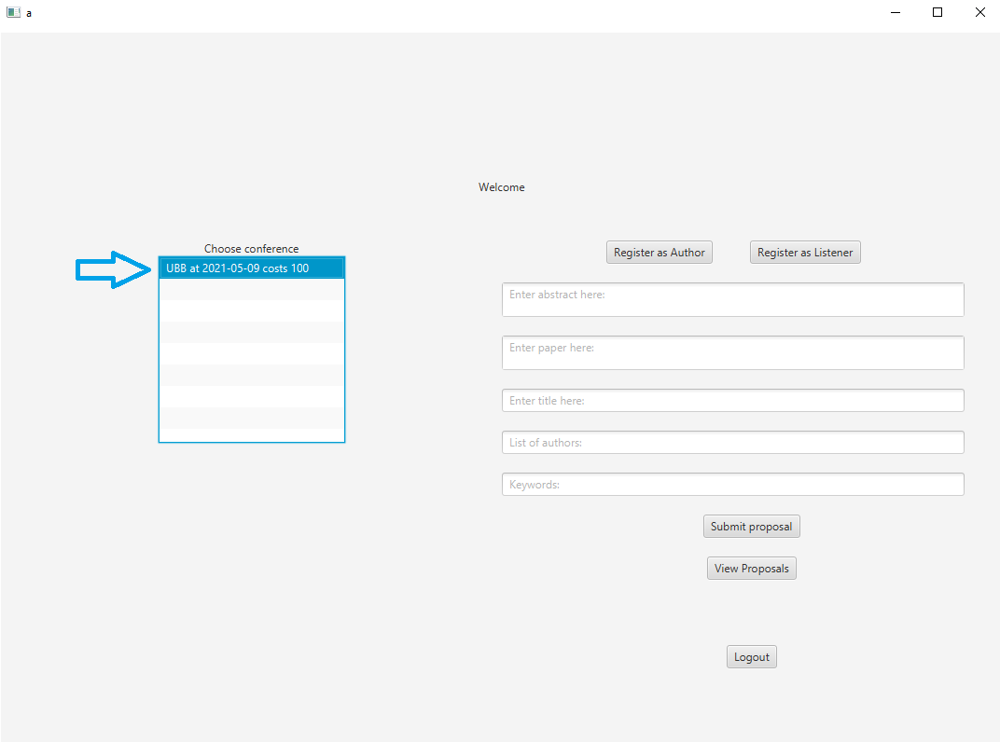 a
Welcome
Choose conference
UBB at 2021-05-09 costs 100
Register as Author
Register as Listener
Enter abstract here:
Enter paper here:
Enter title here:
List of authors:
Keywords:
Submit proposal
View Proposals
Logout